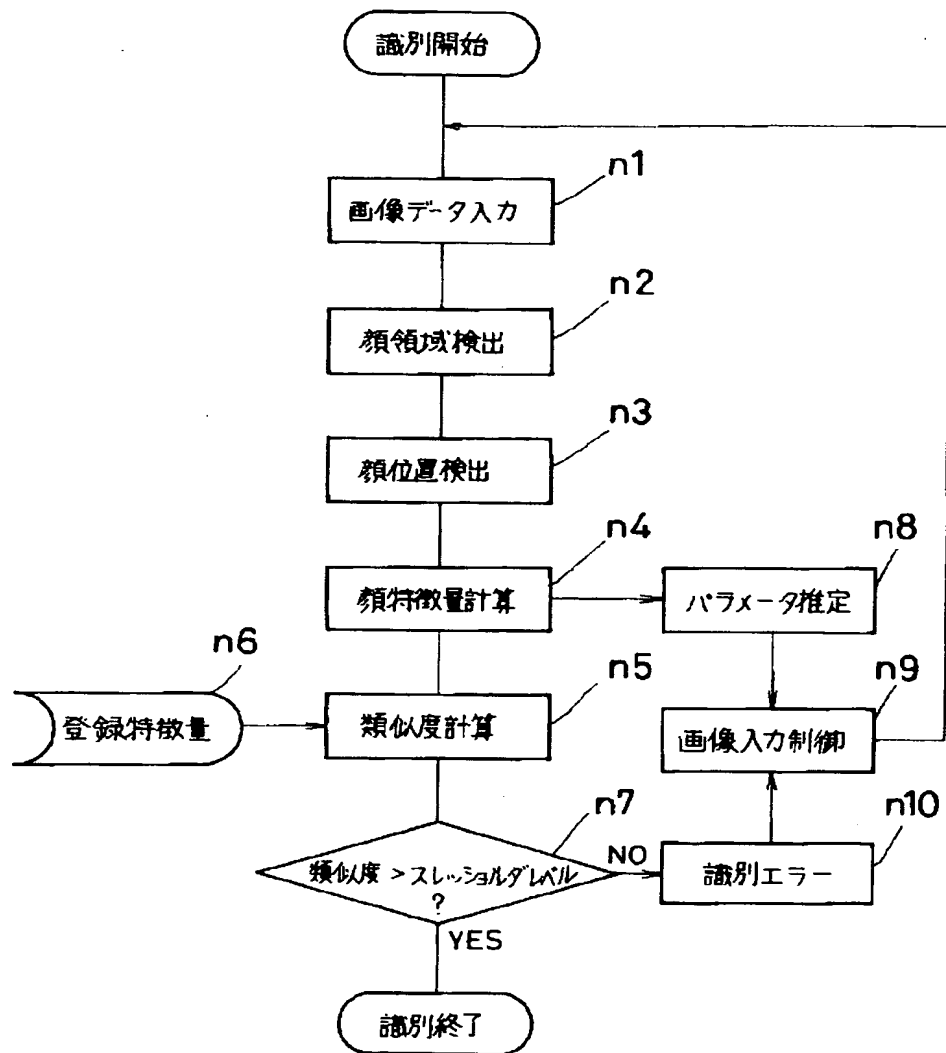 識別開始
n1
画像データ入力
n2
顔領域検出
n3
顔位置検出
n4
顔特徴量計算
n8
パラメータ推定
n6
登録特徴量
n5
類似度計算
n9
画像入力制御
n7
類似度 > スレッショルダレベル
?
NO
n10
識別エラー
YES
識別終了